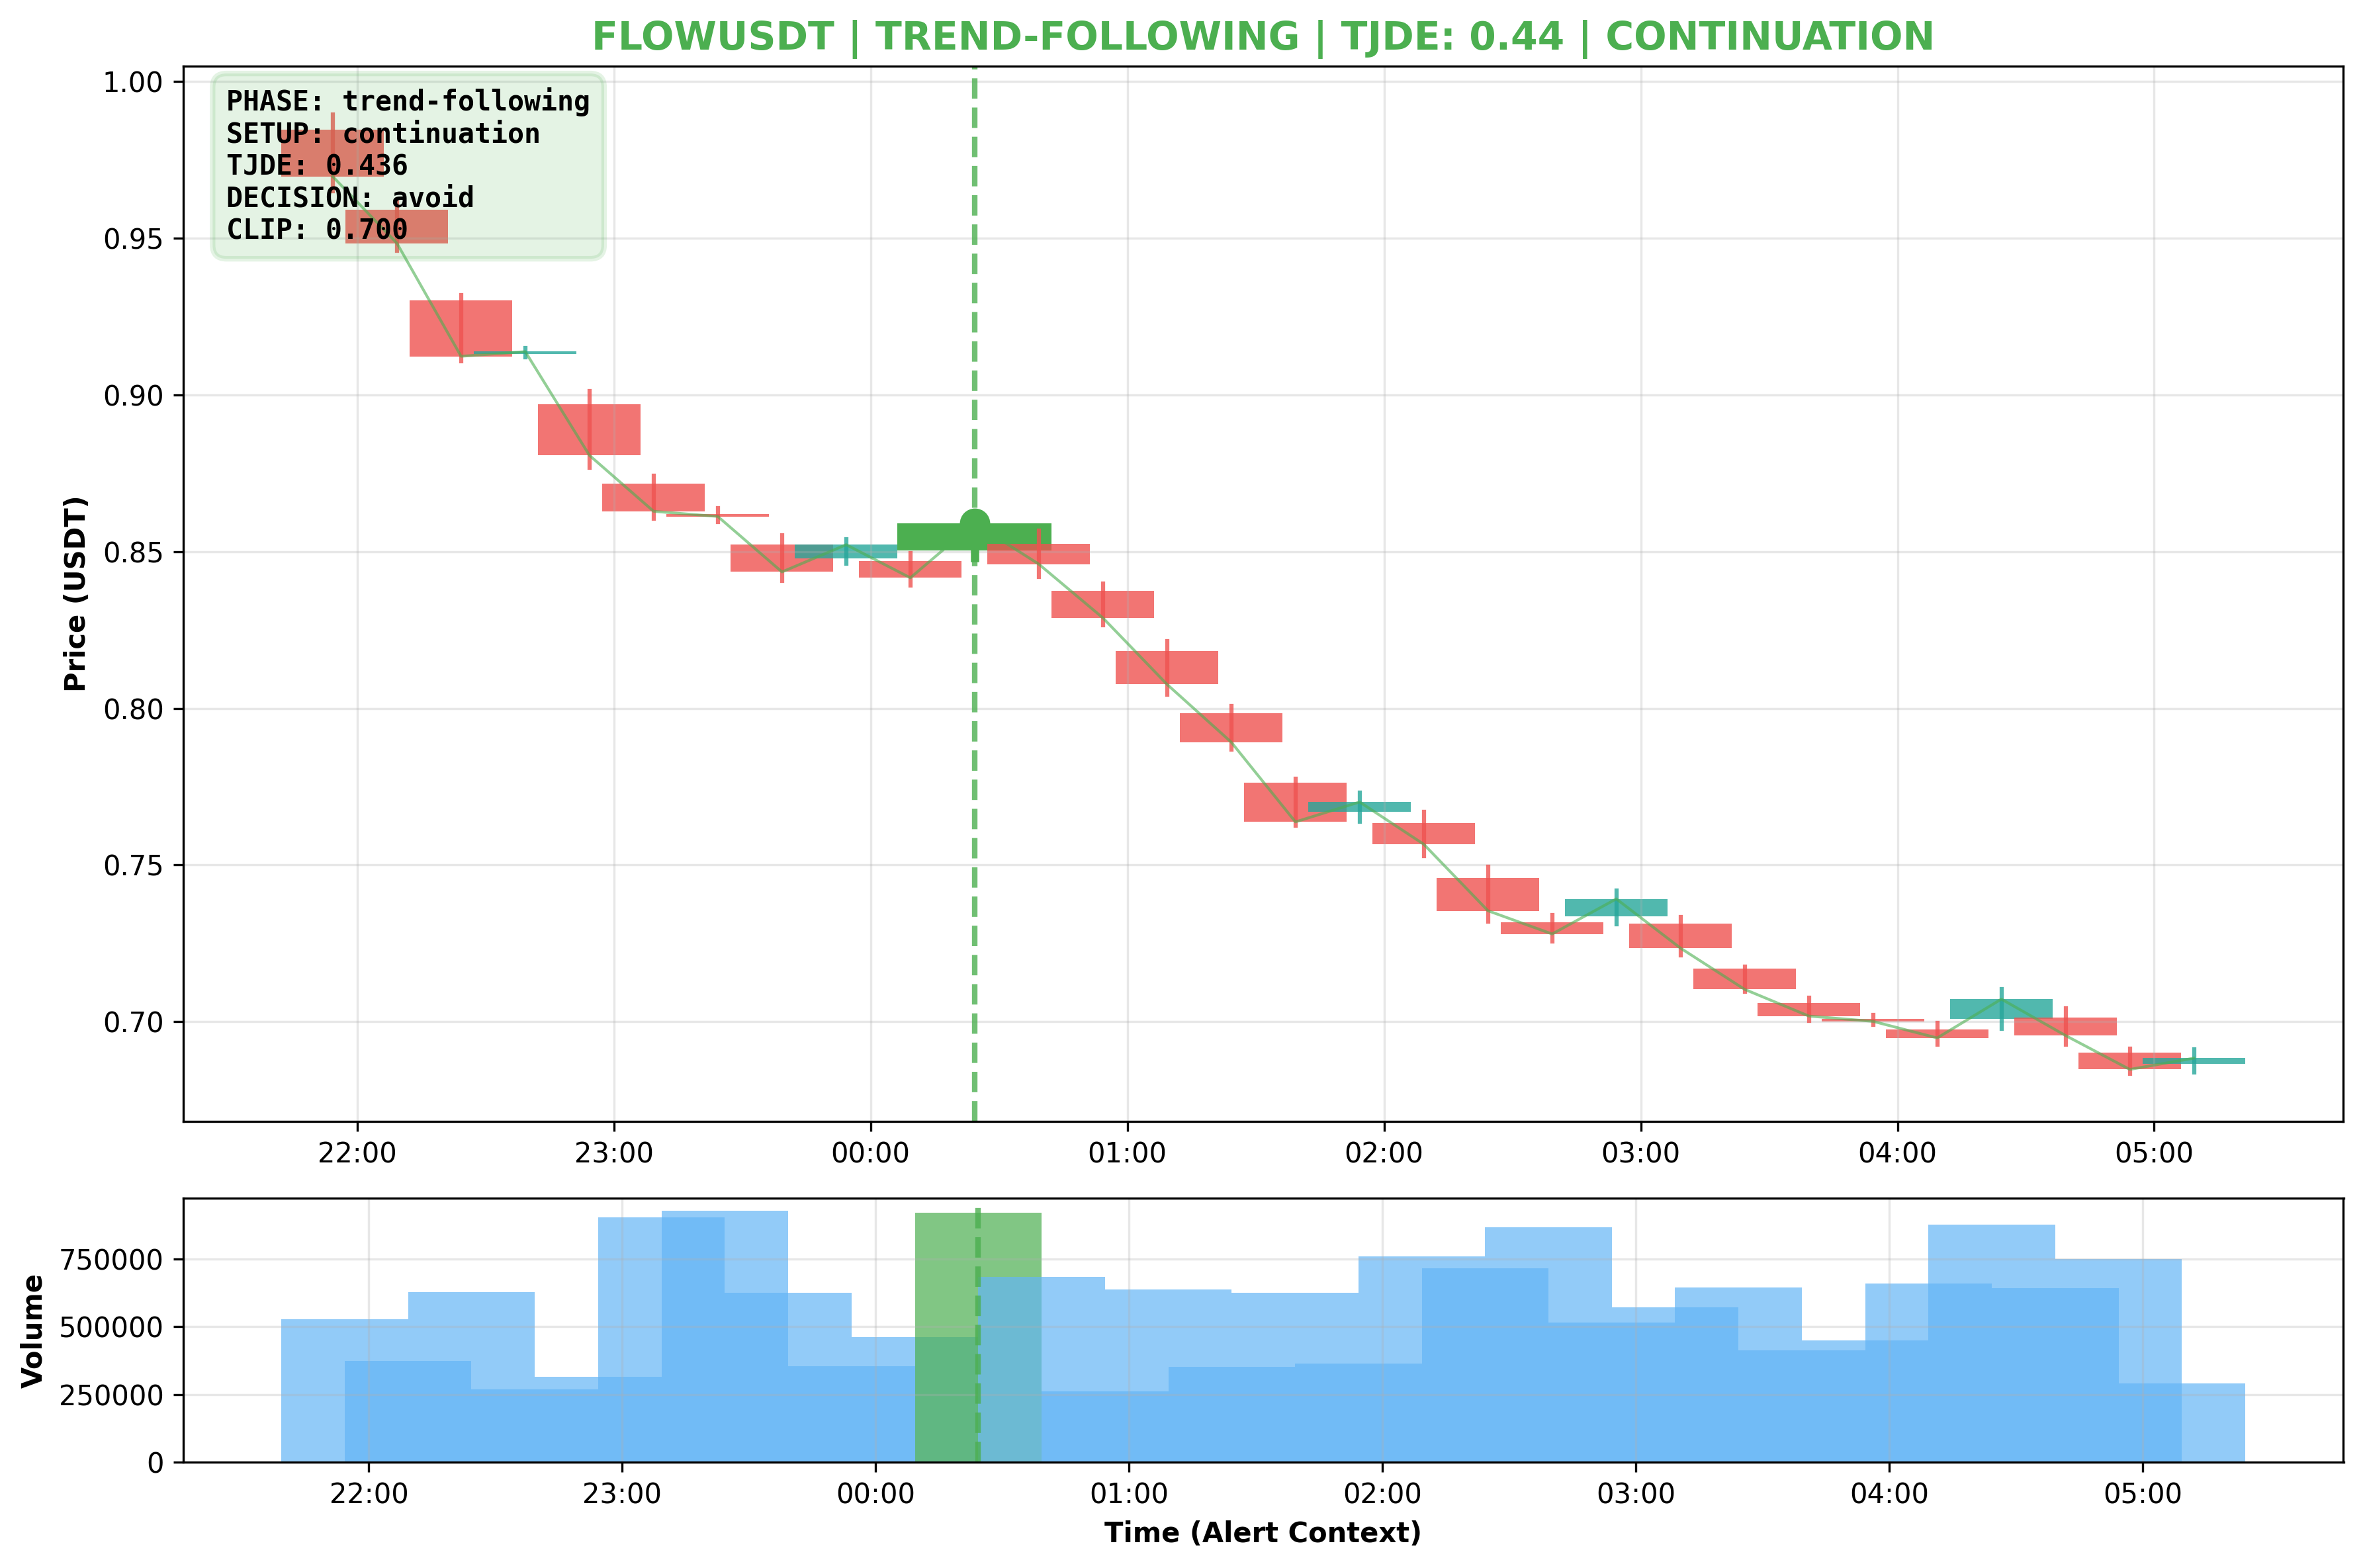 FLOWUSDT | TREND-FOLLOWING | TJDE: 0.44 | CONTINUATION
PHASE: trend-following
SETUP: continuation
TJDE: 0.436
DECISION: avoid
CLIP: 0.700
Price (USDT)
1.00
0.95
0.90
0.85
0.80
0.75
0.70
22:00 23:00 00:00 01:00 02:00 03:00 04:00 05:00
Volume
750000
500000
250000
0
22:00 23:00 00:00 01:00 02:00 03:00 04:00 05:00
Time (Alert Context)